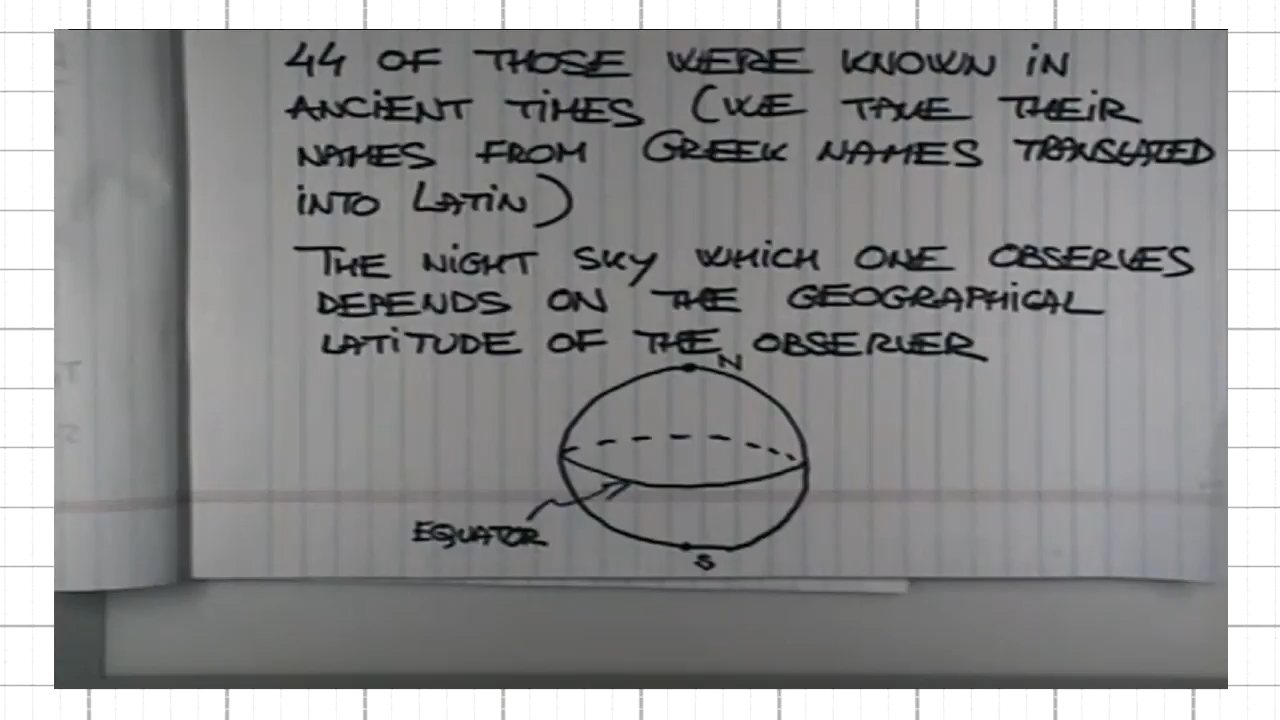 44 OF THOSE WERE KNOWN IN
ANCIENT TIMES (WE TAKE THEIR
NAMES FROM GREEK NAMES TRANSLATED
INTO LATIN)
THE NIGHT SKY WHICH ONE OBSERVES
DEPENDS ON THE GEOGRAPHICAL
LATITUDE OF THE OBSERVER
N
EQUATOR
S